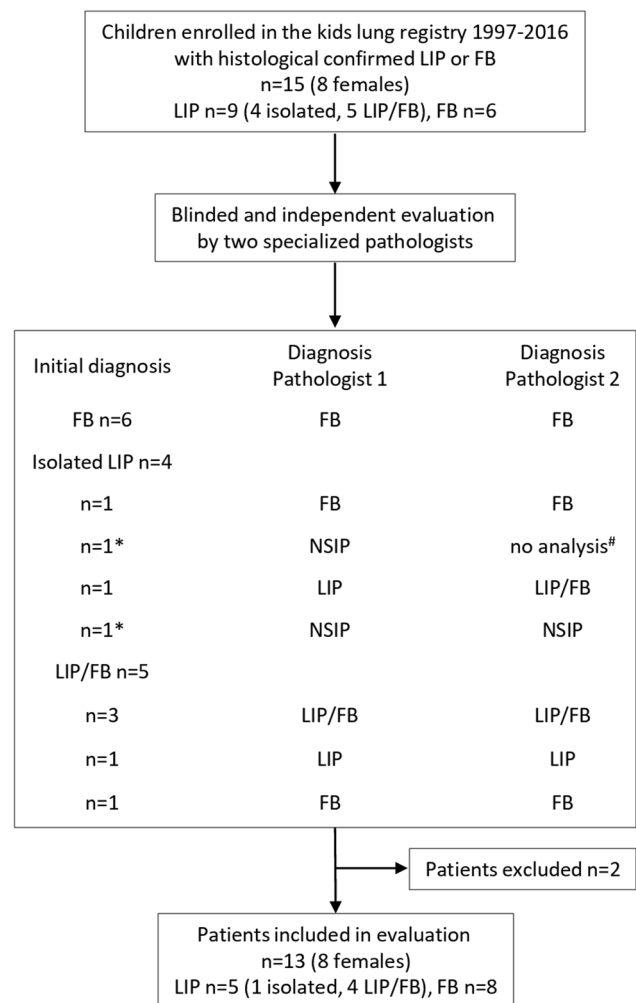 Children enrolled in the kids lung registry 1997-2016
with histological confirmed LIP or FB
n=15 (8 females)
LIP n=9 (4 isolated, 5 LIP/FB), FB n=6
Blinded and independent evaluation
by two specialized pathologists
Initial diagnosis
Diagnosis
Pathologist 1
Diagnosis
Pathologist 2
FB n=6 FB FB
Isolated LIP n=4
n=1 FB FB
n=1* NSIP no analysis#
n=1 LIP LIP/FB
n=1* NSIP NSIP
LIP/FB n=5
n=3 LIP/FB LIP/FB
n=1 LIP LIP
n=1 FB FB
Patients excluded n=2
Patients included in evaluation
n=13 (8 females)
LIP n=5 (1 isolated, 4 LIP/FB), FB n=8